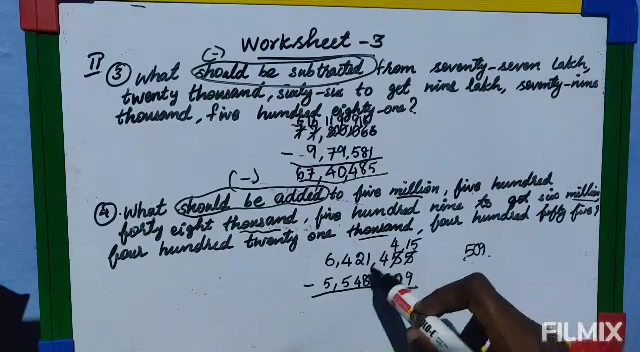 Worksheet - 3
(-)
II ③ What should be subtracted from seventy-seven lakh,
twenty thousand, sixty-six to get nine lakh, seventy-nine
thousand, five hundred eighty-one?
- 9,79,581
67,40,485
(-)
④. What should be added to five million, five hundred
forty eight thousand, five hundred nine to get six million
four hundred twenty one thousand, four hundred fifty five?
4,15
6,421,455 509.
- 5,548 09
FILMIX